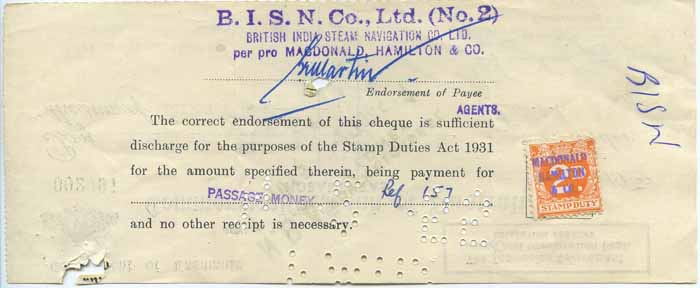 B. I. S. N. Co., Ltd. (No. 2)
BRITISH INDIA STEAM NAVIGATION CO. LTD.
per pro MACDONALD, HAMILTON & CO.
Endorsement of Payee
AGENTS.
BISN
The correct endorsement of this cheque is sufficient
discharge for the purposes of the Stamp Duties Act 1931
for the amount specified therein, being payment for
PASSAGE MONEY Ref 157
and no other receipt is necessary.
MACDONALD
HAMILTON
& CO
2D
STAMP DUTY